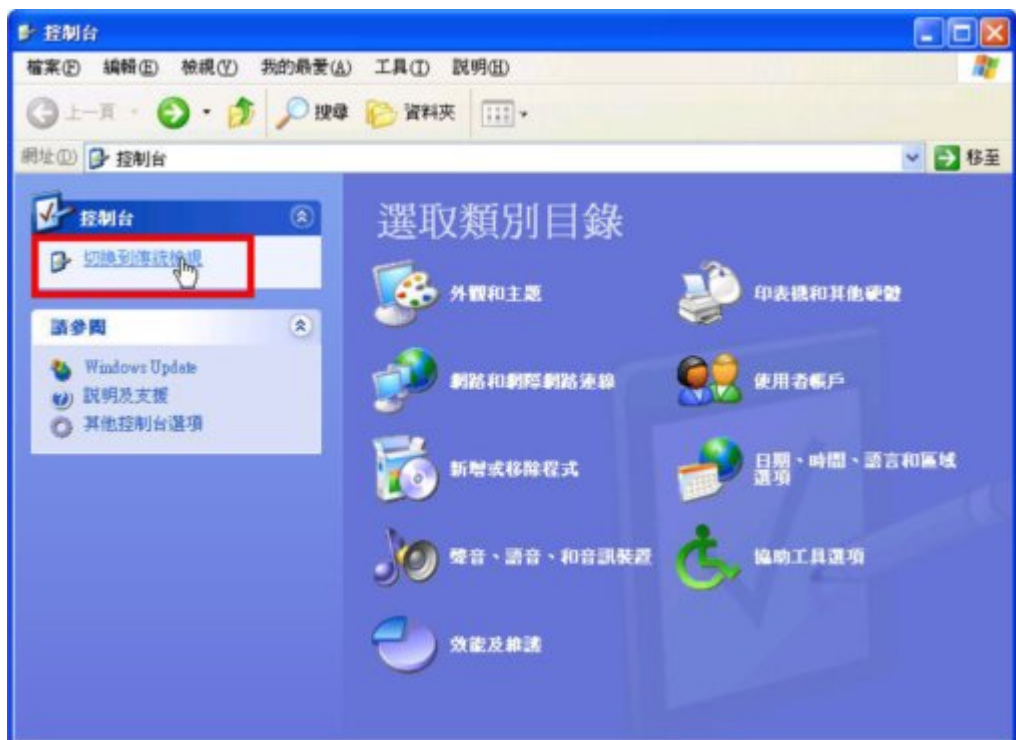 控制台
檔案(F) 編輯(E) 檢視(V) 我的最愛(A) 工具(T) 說明(H)
上一頁 搜尋 資料夾
網址(D) 控制台 移至
控制台
切換到傳統檢視
請參閱
Windows Update
說明及支援
其他控制台選項
選取類別目錄
外觀和主題
印表機和其他硬體
網路和網際網路連線
使用者帳戶
新增或移除程式
日期、時間、語言和區域
選項
聲音、語音、和音訊裝置
協助工具選項
效能及維護